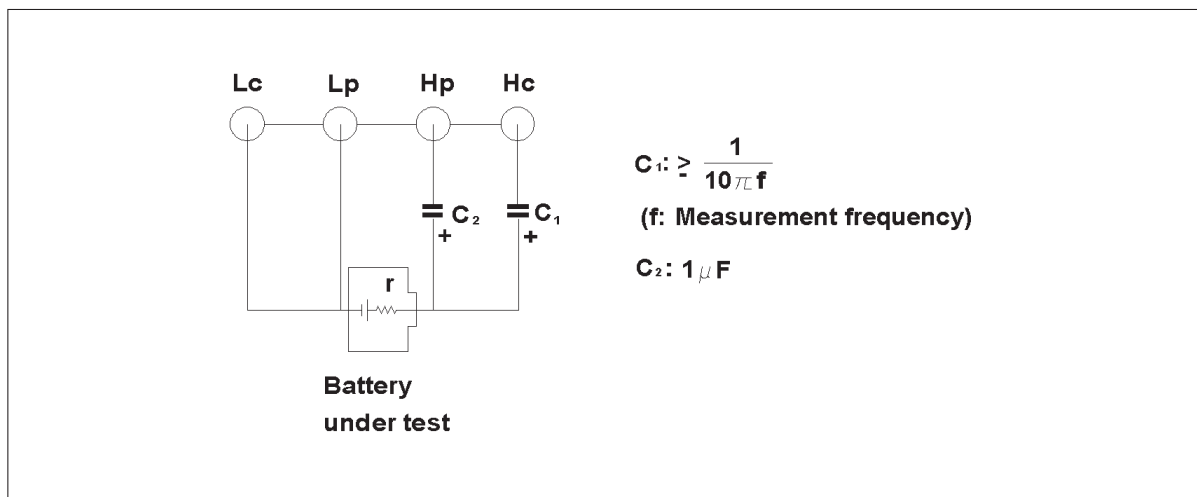 Lc Lp Hp Hc
C₁: ≥ 1
10πf
(f: Measurement frequency)
C₂ C₁
+ +
C₂: 1μF
r
Battery
under test